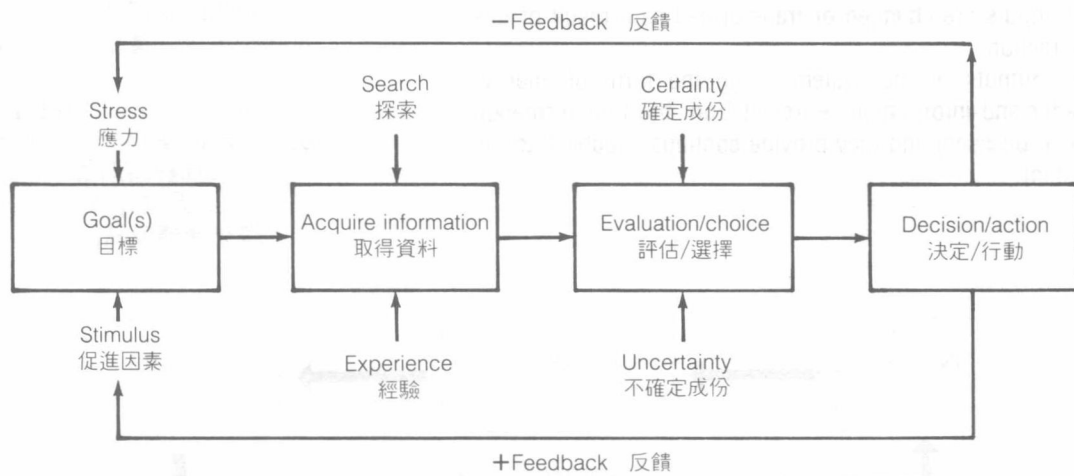 −Feedback 反饋
Stress
應力
Search
探索
Certainty
確定成份
Goal(s)
目標
Acquire information
取得資料
Evaluation/choice
評估/選擇
Decision/action
決定/行動
Stimulus
促進因素
Experience
經驗
Uncertainty
不確定成份
+Feedback 反饋